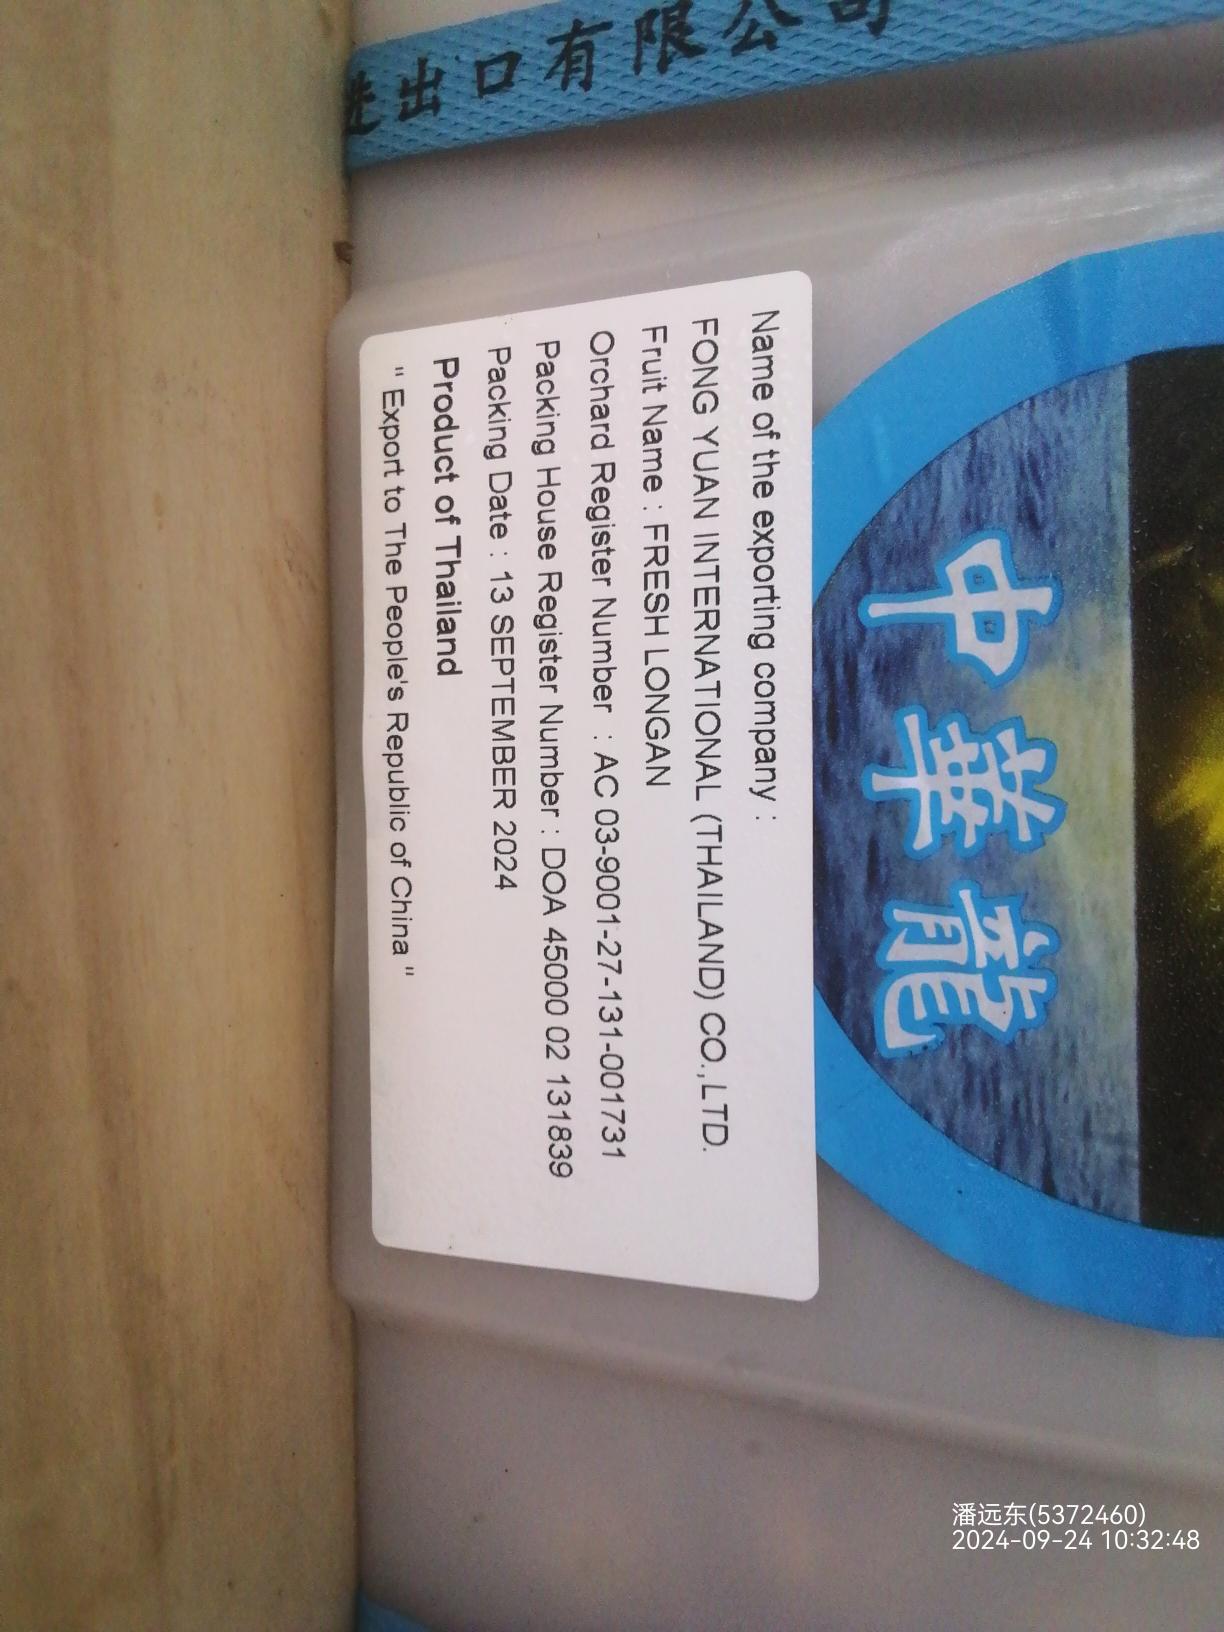 进出口有限公司
Name of the exporting company :
FONG YUAN INTERNATIONAL (THAILAND) CO.,LTD.
Fruit Name : FRESH LONGAN
Orchard Register Number : AC 03-9001-27-131-001731
Packing House Register Number : DOA 45000 02 131839
Packing Date : 13 SEPTEMBER 2024
Product of Thailand
" Export to The People's Republic of China "
中華龍
潘远东(5372460)
2024-09-24 10:32:48